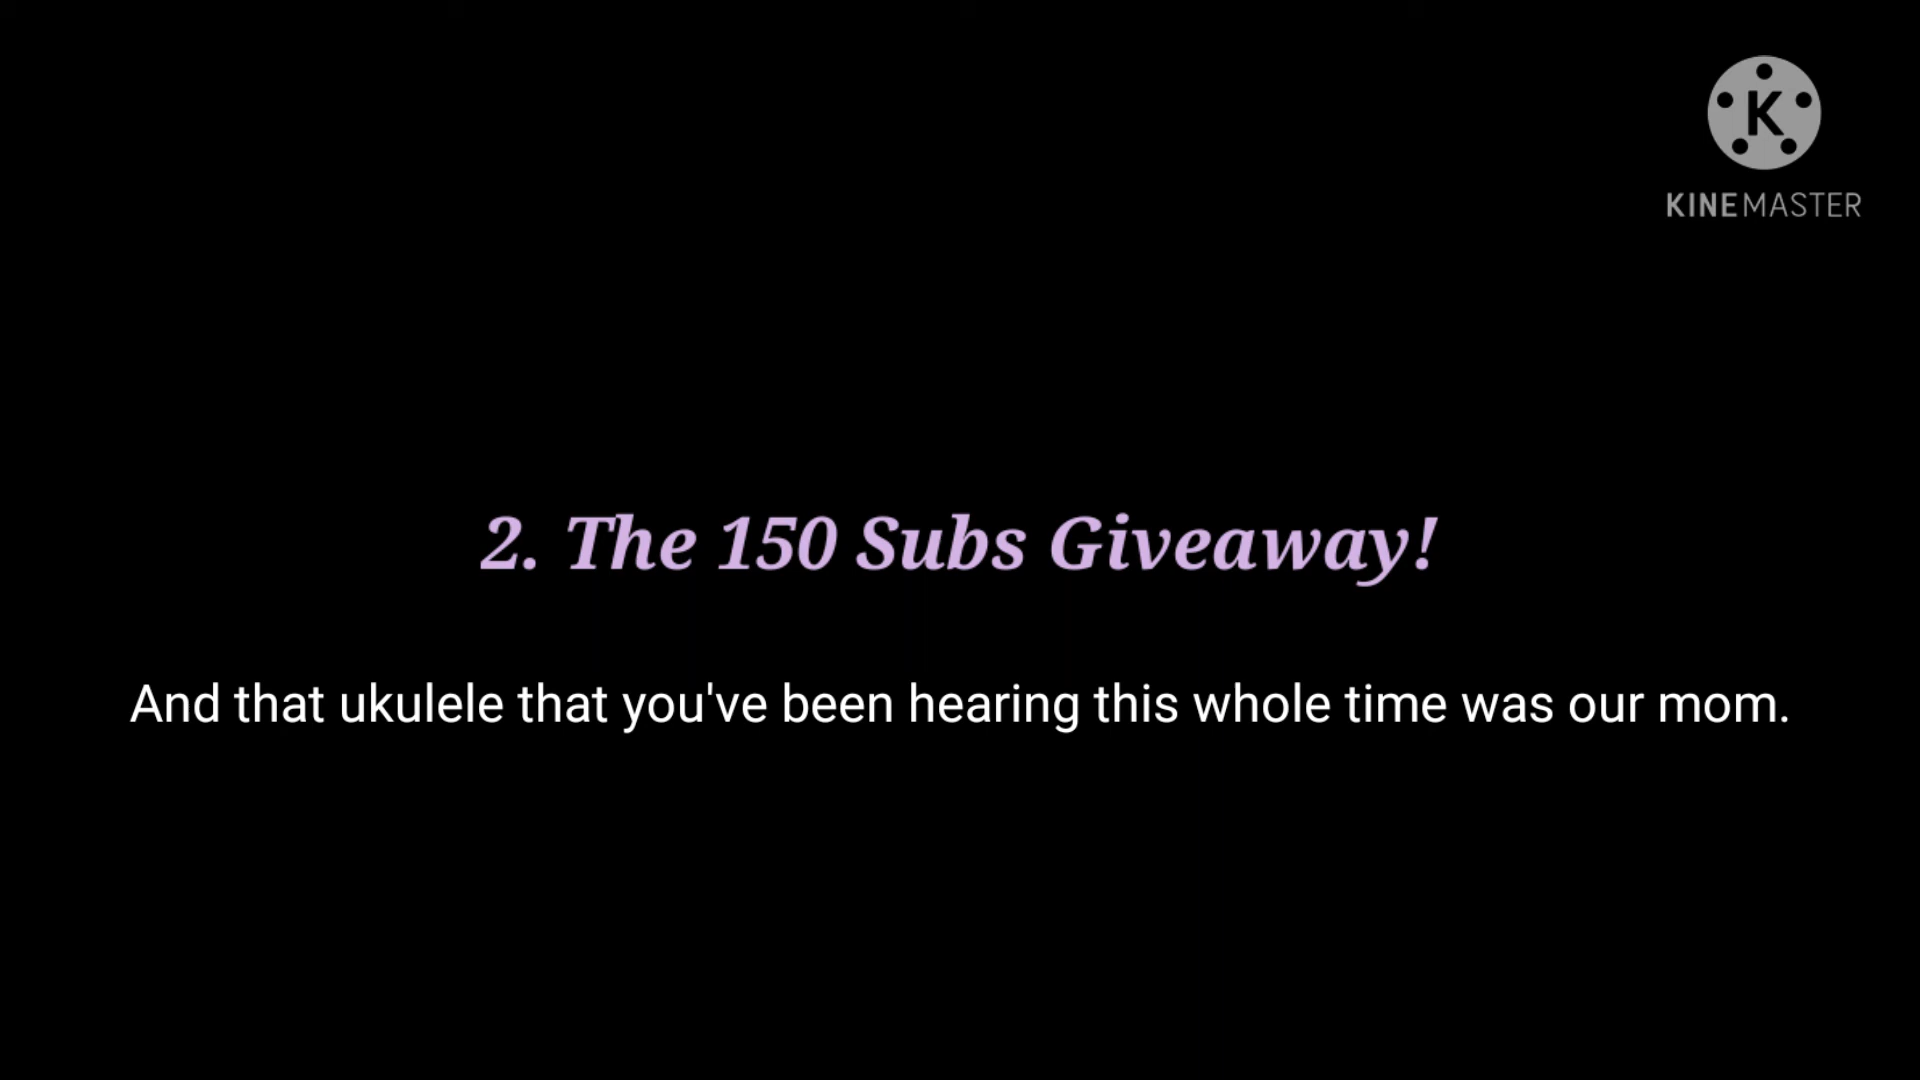 K
KINEMASTER
2. The 150 Subs Giveaway!
And that ukulele that you've been hearing this whole time was our mom.